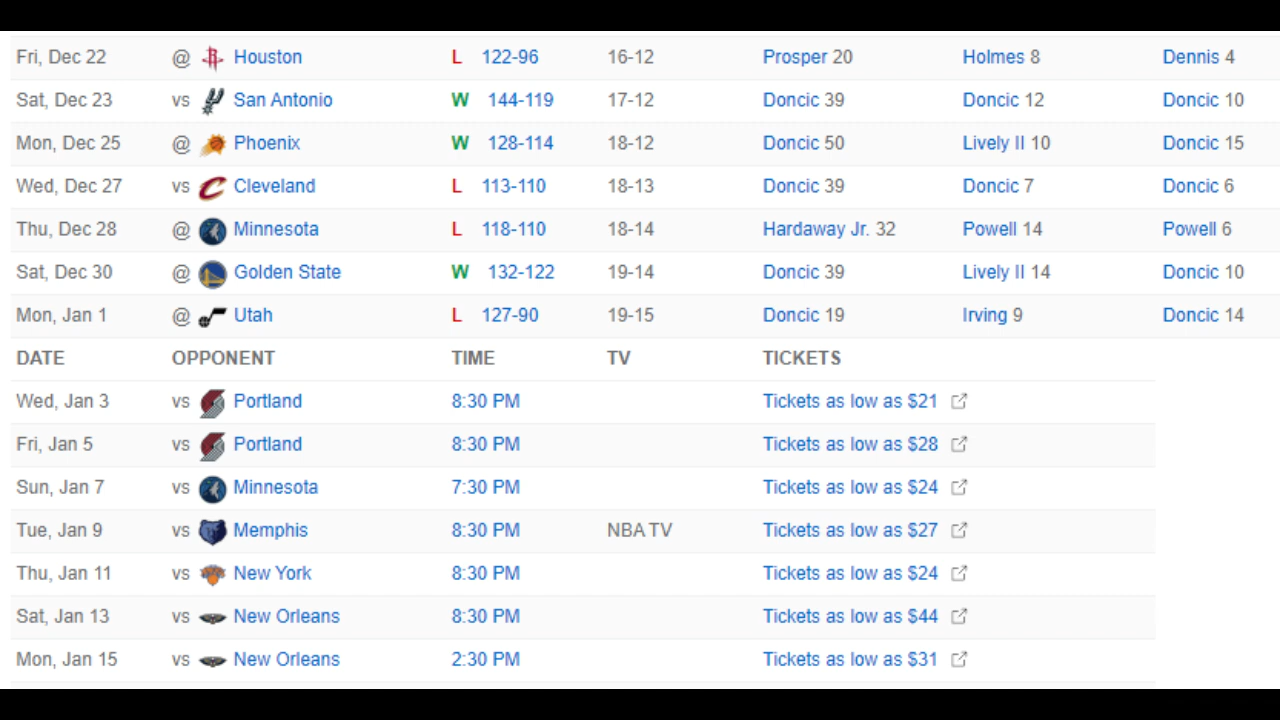 Fri, Dec 22 @ Houston L 122-96 16-12 Prosper 20 Holmes 8 Dennis 4
Sat, Dec 23 vs San Antonio W 144-119 17-12 Doncic 39 Doncic 12 Doncic 10
Mon, Dec 25 @ Phoenix W 128-114 18-12 Doncic 50 Lively II 10 Doncic 15
Wed, Dec 27 vs Cleveland L 113-110 18-13 Doncic 39 Doncic 7 Doncic 6
Thu, Dec 28 @ Minnesota L 118-110 18-14 Hardaway Jr. 32 Powell 14 Powell 6
Sat, Dec 30 @ Golden State W 132-122 19-14 Doncic 39 Lively II 14 Doncic 10
Mon, Jan 1 @ Utah L 127-90 19-15 Doncic 19 Irving 9 Doncic 14
DATE OPPONENT TIME TV TICKETS
Wed, Jan 3 vs Portland 8:30 PM Tickets as low as $21
Fri, Jan 5 vs Portland 8:30 PM Tickets as low as $28
Sun, Jan 7 vs Minnesota 7:30 PM Tickets as low as $24
Tue, Jan 9 vs Memphis 8:30 PM NBA TV Tickets as low as $27
Thu, Jan 11 vs New York 8:30 PM Tickets as low as $24
Sat, Jan 13 vs New Orleans 8:30 PM Tickets as low as $44
Mon, Jan 15 vs New Orleans 2:30 PM Tickets as low as $31